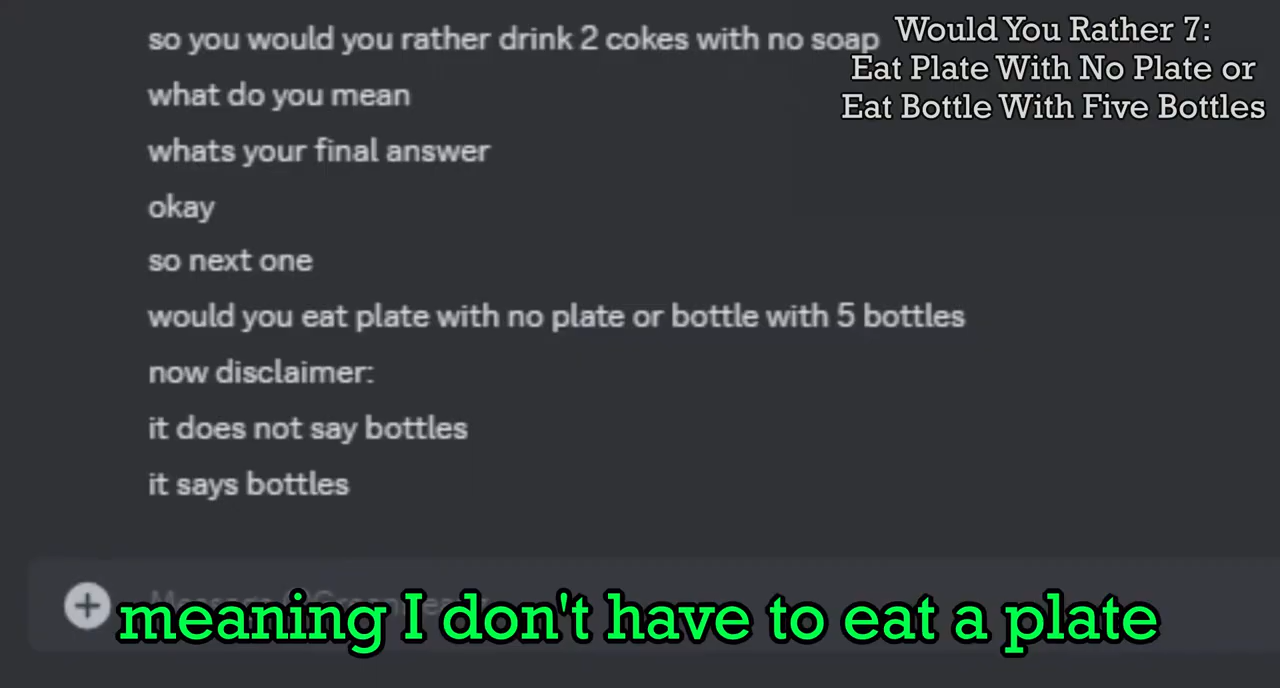 so you would you rather drink 2 cokes with no soap
Would You Rather 7:
Eat Plate With No Plate or
Eat Bottle With Five Bottles
what do you mean
whats your final answer
okay
so next one
would you eat plate with no plate or bottle with 5 bottles
now disclaimer:
it does not say bottles
it says bottles
meaning I don't have to eat a plate